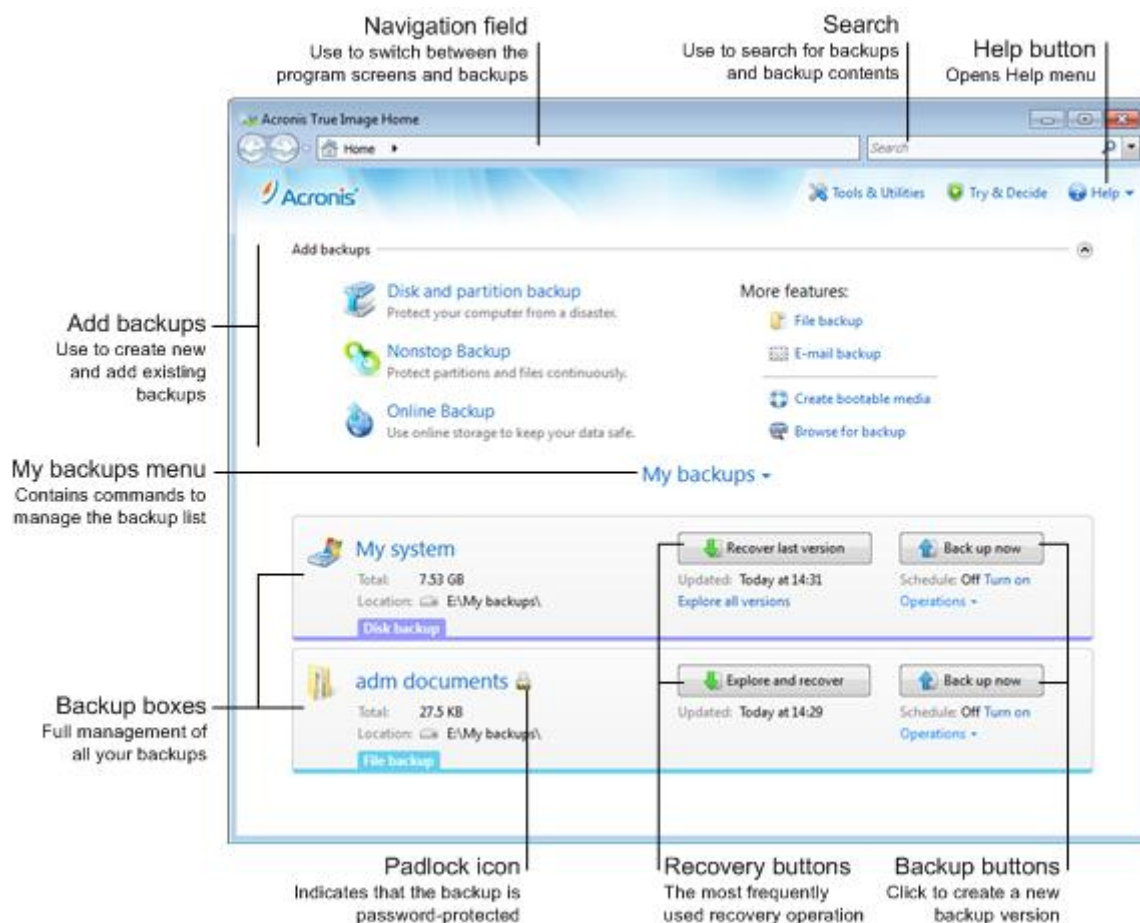 Navigation field
Use to switch between the
program screens and backups
Search
Use to search for backups
and backup contents
Help button
Opens Help menu
Acronis True Image Home
Home
Search
Acronis
Tools & Utilities
Try & Decide
Help
Add backups
Use to create new
and add existing
backups
Add backups
Disk and partition backup
Protect your computer from a disaster.
Nonstop Backup
Protect partitions and files continuously.
Online Backup
Use online storage to keep your data safe.
More features:
File backup
E-mail backup
Create bootable media
Browse for backup
My backups menu
Contains commands to
manage the backup list
My backups
My system
Total: 7.53 GB
Location: E:\My backups\
Disk backup
Recover last version
Updated: Today at 14:31
Explore all versions
Back up now
Schedule: Off Turn on
Operations
Backup boxes
Full management of
all your backups
adm documents
Total: 27.5 KB
Location: E:\My backups\
File backup
Explore and recover
Updated: Today at 14:29
Back up now
Schedule: Off Turn on
Operations
Padlock icon
Indicates that the backup is
password-protected
Recovery buttons
The most frequently
used recovery operation
Backup buttons
Click to create a new
backup version